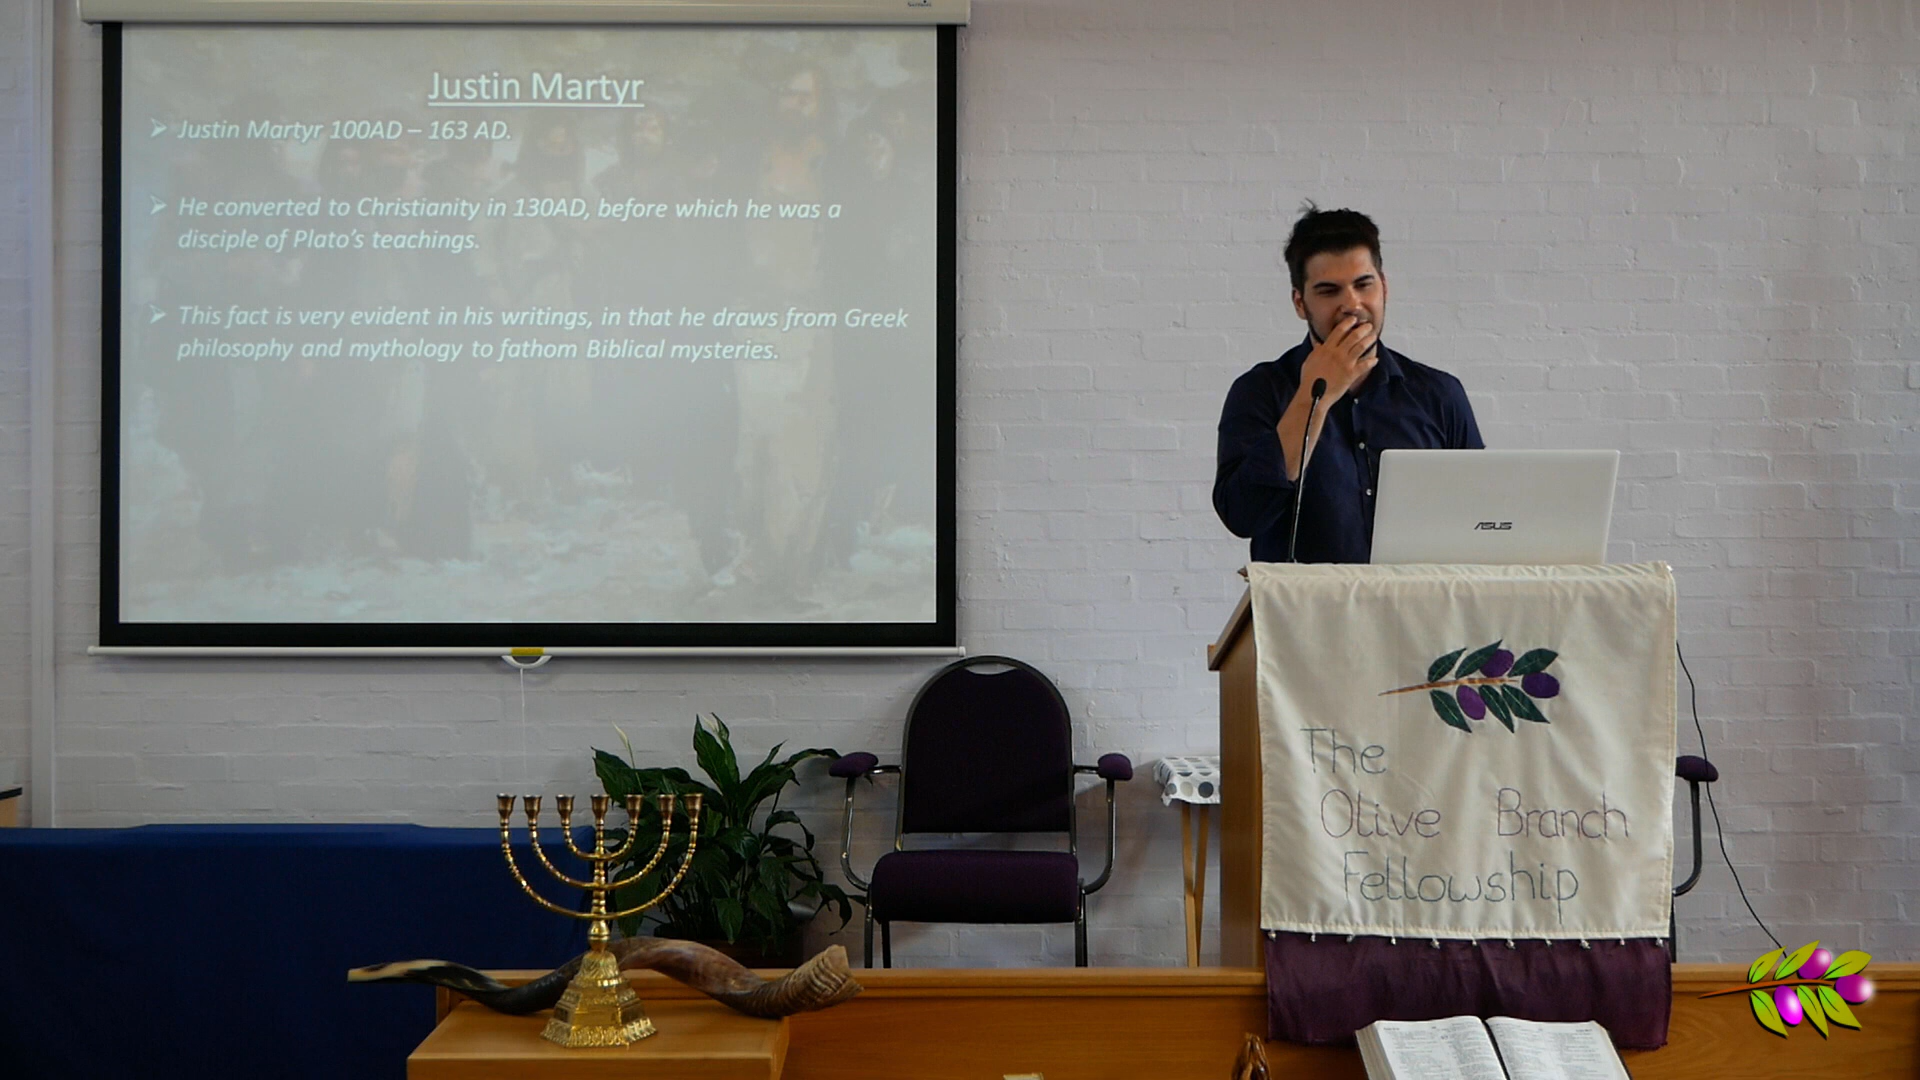 Justin Martyr
➢ Justin Martyr 100AD – 163 AD.
➢ He converted to Christianity in 130AD, before which he was a
disciple of Plato's teachings.
➢ This fact is very evident in his writings, in that he draws from Greek
philosophy and mythology to fathom Biblical mysteries.
ASUS
The
Olive Branch
Fellowship